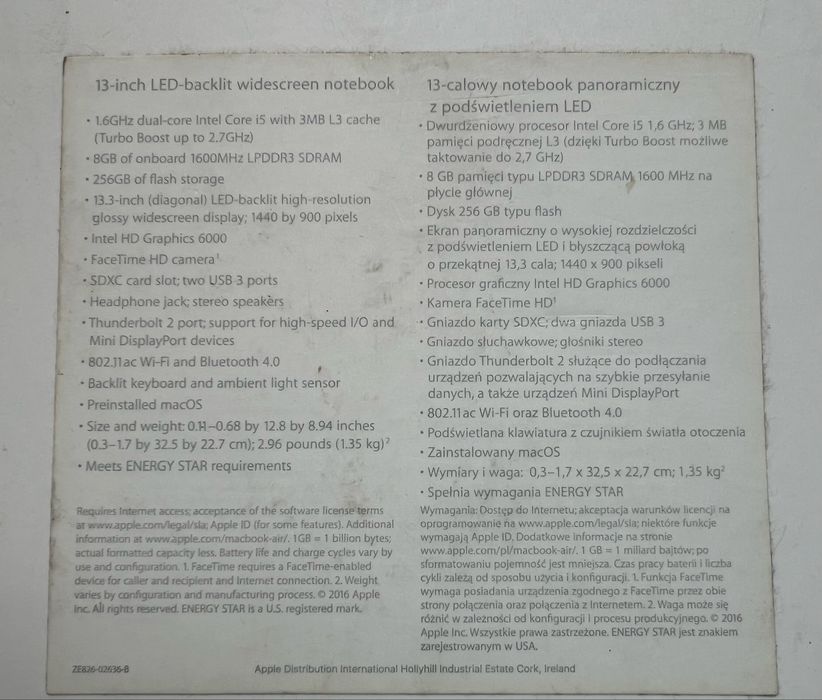 13-inch LED-backlit widescreen notebook
• 1.6GHz dual-core Intel Core i5 with 3MB L3 cache
(Turbo Boost up to 2.7GHz)
• 8GB of onboard 1600MHz LPDDR3 SDRAM
• 256GB of flash storage
• 13.3-inch (diagonal) LED-backlit high-resolution
glossy widescreen display; 1440 by 900 pixels
• Intel HD Graphics 6000
• FaceTime HD camera¹
• SDXC card slot; two USB 3 ports
• Headphone jack; stereo speakers
• Thunderbolt 2 port; support for high-speed I/O and
Mini DisplayPort devices
• 802.11ac Wi-Fi and Bluetooth 4.0
• Backlit keyboard and ambient light sensor
• Preinstalled macOS
• Size and weight: 0.11–0.68 by 12.8 by 8.94 inches
(0.3–1.7 by 32.5 by 22.7 cm); 2.96 pounds (1.35 kg)²
• Meets ENERGY STAR requirements
Requires Internet access; acceptance of the software license terms
at www.apple.com/legal/sla; Apple ID (for some features). Additional
information at www.apple.com/macbook-air/. 1GB = 1 billion bytes;
actual formatted capacity less. Battery life and charge cycles vary by
use and configuration. 1. FaceTime requires a FaceTime-enabled
device for caller and recipient and Internet connection. 2. Weight
varies by configuration and manufacturing process. © 2016 Apple
Inc. All rights reserved. ENERGY STAR is a U.S. registered mark.
13-calowy notebook panoramiczny
z podświetleniem LED
• Dwurdzeniowy procesor Intel Core i5 1,6 GHz; 3 MB
pamięci podręcznej L3 (dzięki Turbo Boost możliwe
taktowanie do 2,7 GHz)
• 8 GB pamięci typu LPDDR3 SDRAM 1600 MHz na
płycie głównej
• Dysk 256 GB typu flash
• Ekran panoramiczny o wysokiej rozdzielczości
z podświetleniem LED i błyszczącą powłoką
o przekątnej 13,3 cala; 1440 x 900 pikseli
• Procesor graficzny Intel HD Graphics 6000
• Kamera FaceTime HD¹
• Gniazdo karty SDXC; dwa gniazda USB 3
• Gniazdo słuchawkowe; głośniki stereo
• Gniazdo Thunderbolt 2 służące do podłączania
urządzeń pozwalających na szybkie przesyłanie
danych, a także urządzeń Mini DisplayPort
• 802.11ac Wi-Fi oraz Bluetooth 4.0
• Podświetlana klawiatura z czujnikiem światła otoczenia
• Zainstalowany macOS
• Wymiary i waga: 0,3–1,7 x 32,5 x 22,7 cm; 1,35 kg²
• Spełnia wymagania ENERGY STAR
Wymagania: Dostęp do Internetu; akceptacja warunków licencji na
oprogramowanie na www.apple.com/legal/sla; niektóre funkcje
wymagają Apple ID. Dodatkowe informacje na stronie
www.apple.com/pl/macbook-air/. 1 GB = 1 miliard bajtów; po
sformatowaniu pojemność jest mniejsza. Czas pracy baterii i liczba
cykli zależą od sposobu użycia i konfiguracji. 1. Funkcja FaceTime
wymaga posiadania urządzenia zgodnego z FaceTime przez obie
strony połączenia oraz połączenia z Internetem. 2. Waga może się
różnić w zależności od konfiguracji i procesu produkcyjnego. © 2016
Apple Inc. Wszystkie prawa zastrzeżone. ENERGY STAR jest znakiem
zarejestrowanym w USA.
ZE826-02636-B
Apple Distribution International Hollyhill Industrial Estate Cork, Ireland